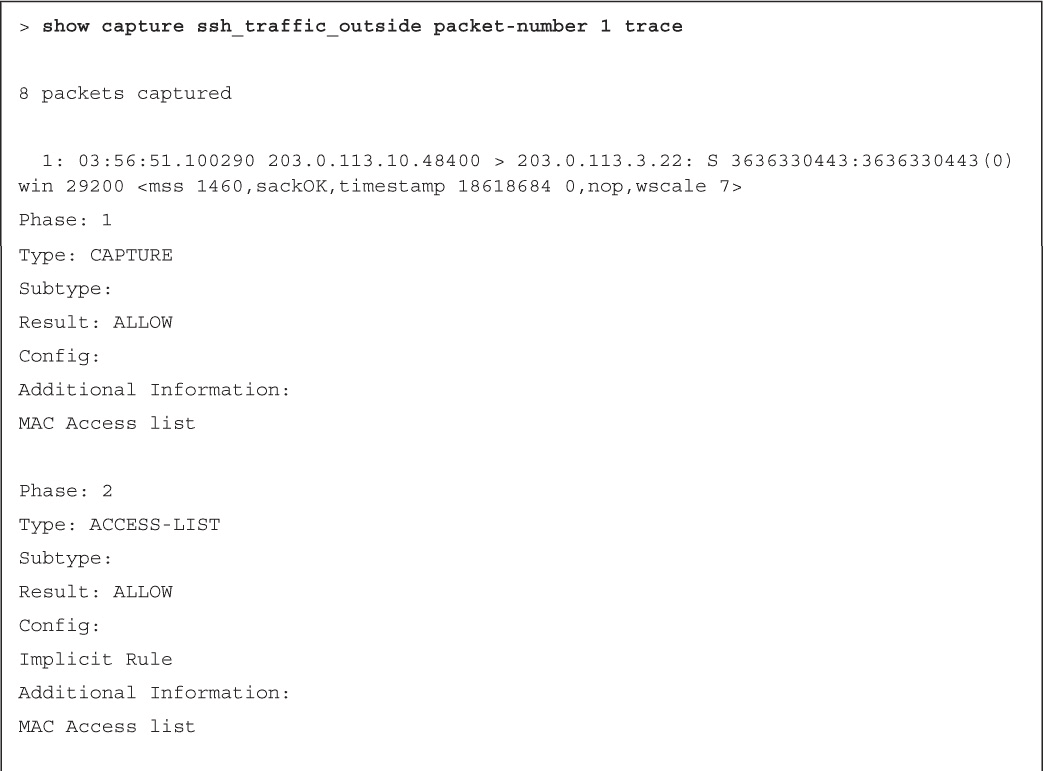 > show capture ssh_traffic_outside packet-number 1 trace
8 packets captured
1: 03:56:51.100290 203.0.113.10.48400 > 203.0.113.3.22: S 3636330443:3636330443(0)
win 29200 <mss 1460,sackOK,timestamp 18618684 0,nop,wscale 7>
Phase: 1
Type: CAPTURE
Subtype:
Result: ALLOW
Config:
Additional Information:
MAC Access list
Phase: 2
Type: ACCESS-LIST
Subtype:
Result: ALLOW
Config:
Implicit Rule
Additional Information:
MAC Access list